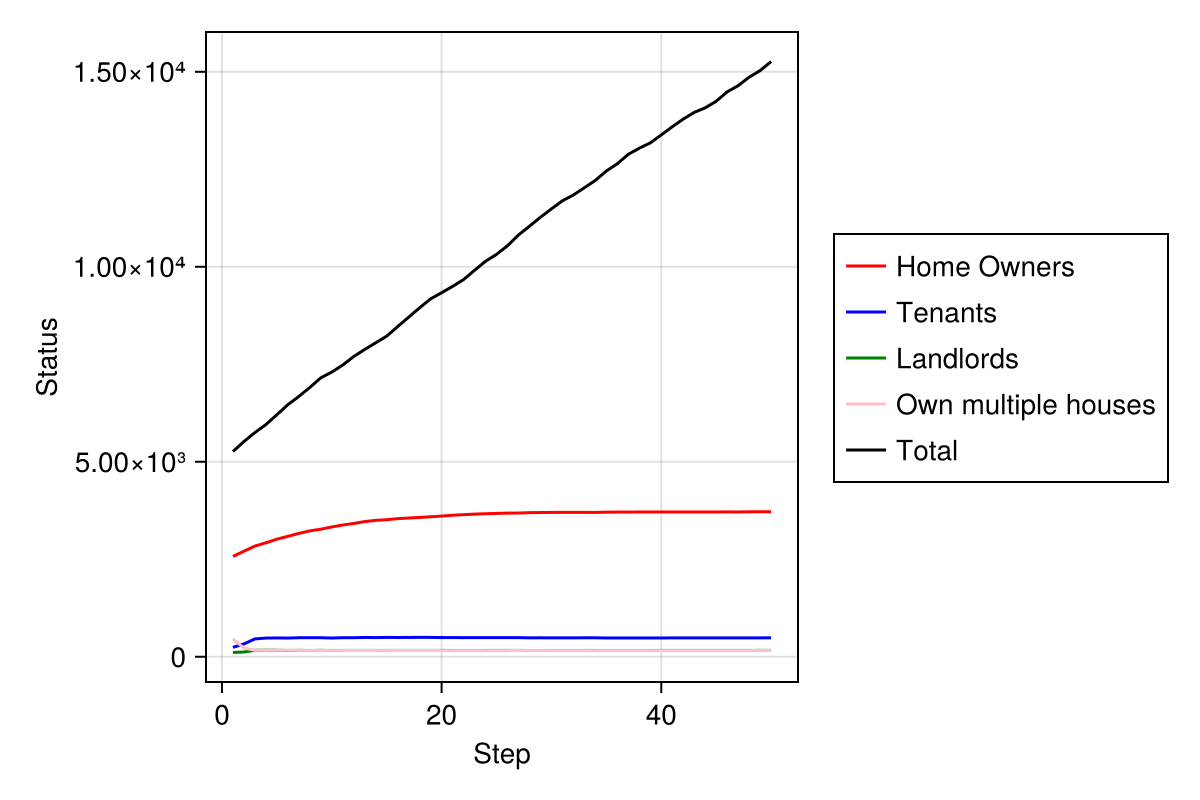 1.50×10⁴
1.00×10⁴
5.00×10³
0
Status
0 20 40
Step
Home Owners
Tenants
Landlords
Own multiple houses
Total